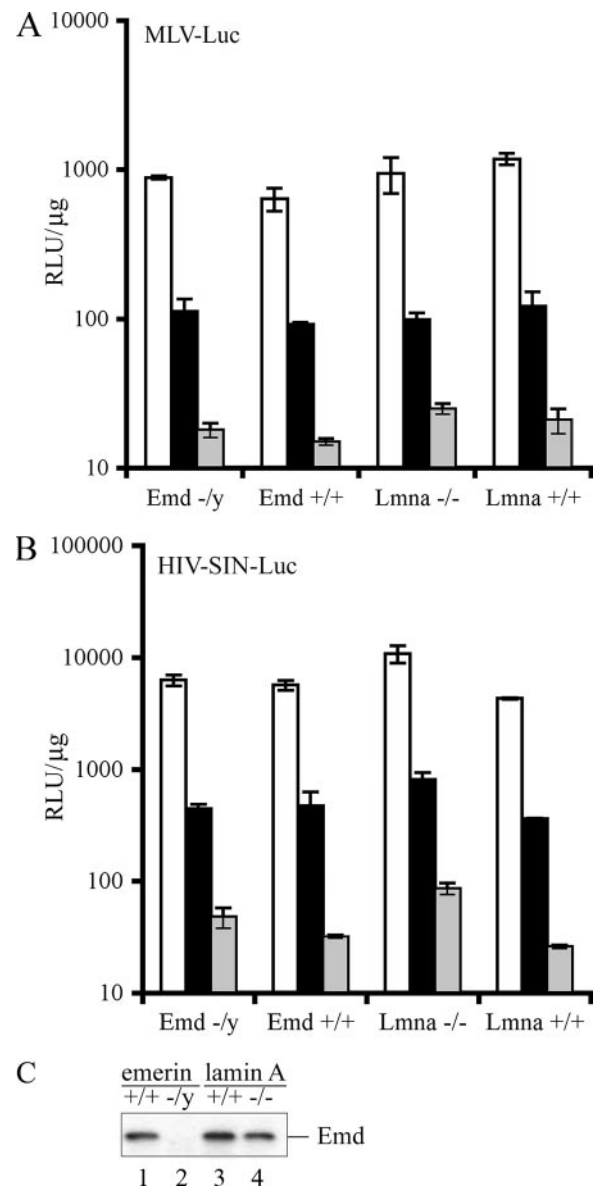 A
MLV-Luc
10000
1000
100
10
RLU/µg
Emd -/y Emd +/+ Lmna -/- Lmna +/+
B
HIV-SIN-Luc
100000
10000
1000
100
10
RLU/µg
Emd -/y Emd +/+ Lmna -/- Lmna +/+
C
emerin lamin A
+/+ -/y +/+ -/-
Emd
1 2 3 4